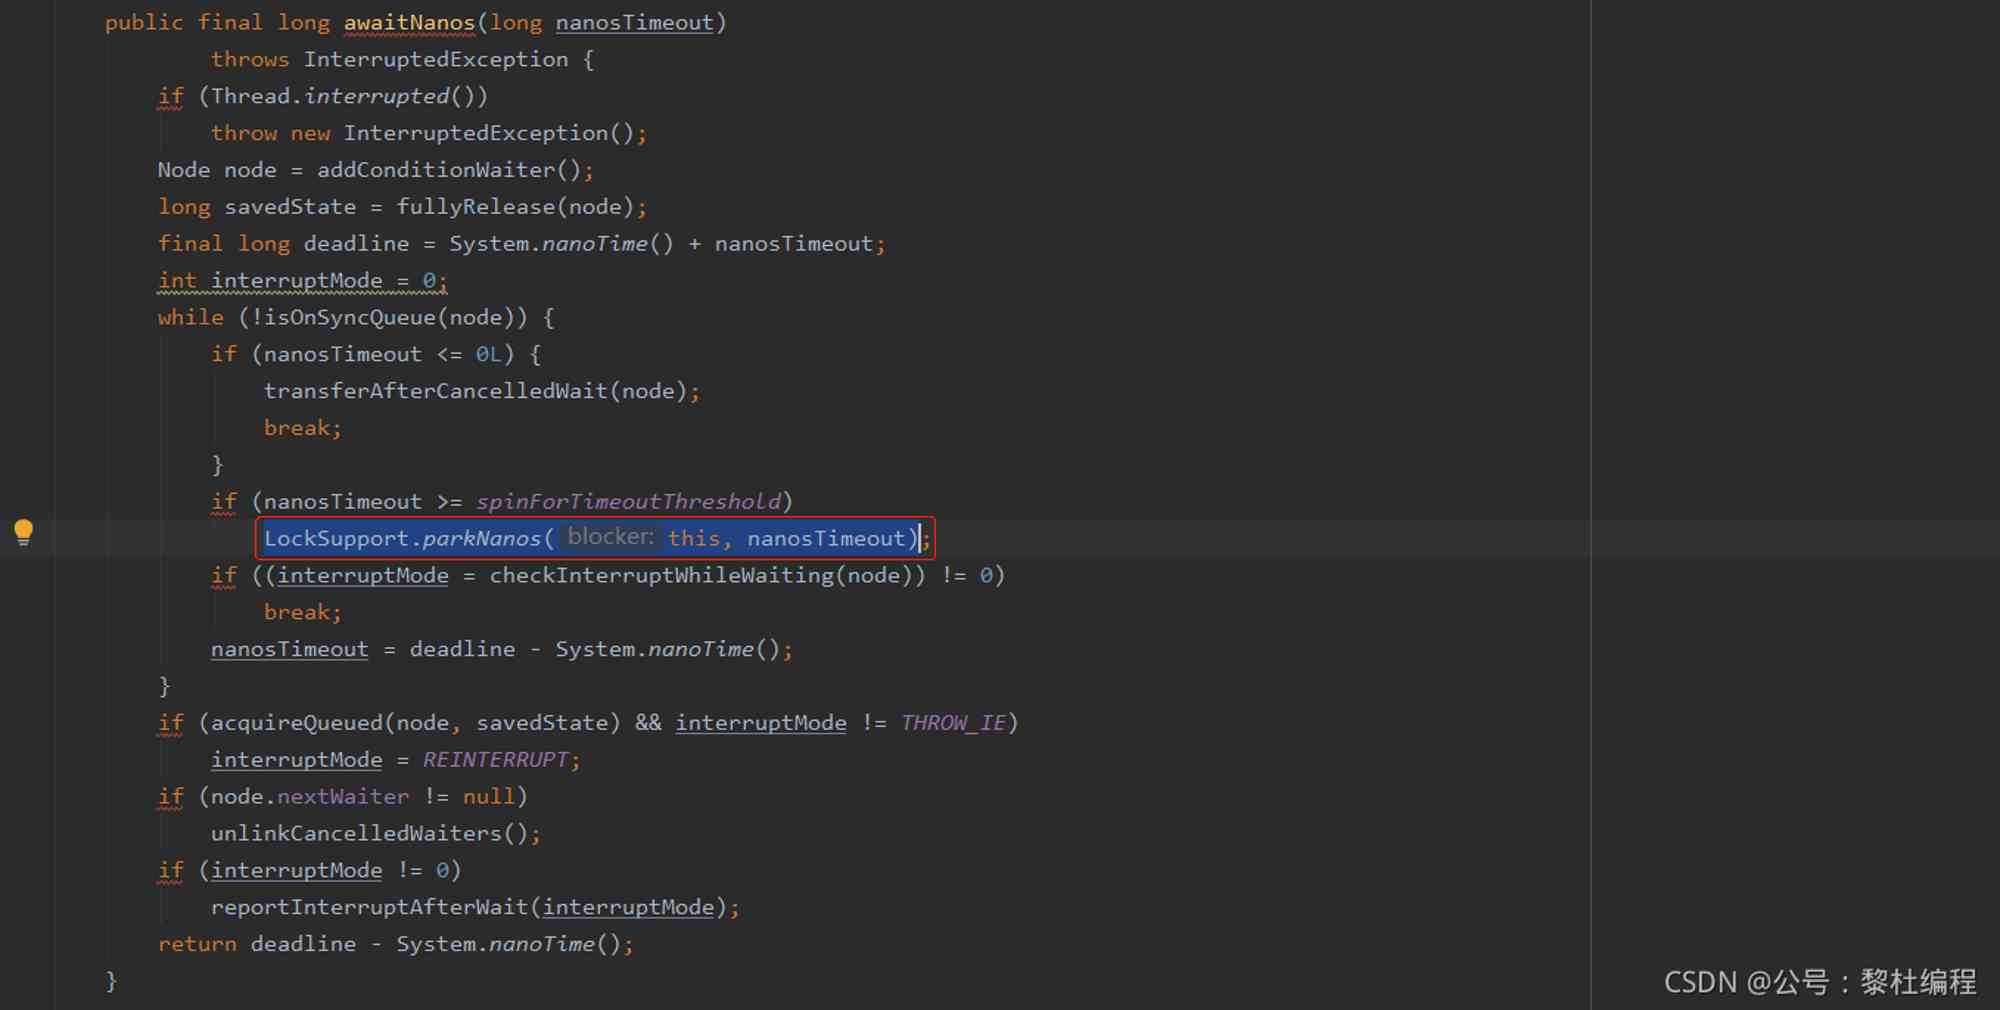 public final long awaitNanos(long nanosTimeout)
        throws InterruptedException {
    if (Thread.interrupted())
        throw new InterruptedException();
    Node node = addConditionWaiter();
    long savedState = fullyRelease(node);
    final long deadline = System.nanoTime() + nanosTimeout;
    int interruptMode = 0;
    while (!isOnSyncQueue(node)) {
        if (nanosTimeout <= 0L) {
            transferAfterCancelledWait(node);
            break;
        }
        if (nanosTimeout >= spinForTimeoutThreshold)
            LockSupport.parkNanos( blocker: this, nanosTimeout);
        if ((interruptMode = checkInterruptWhileWaiting(node)) != 0)
            break;
        nanosTimeout = deadline - System.nanoTime();
    }
    if (acquireQueued(node, savedState) && interruptMode != THROW_IE)
        interruptMode = REINTERRUPT;
    if (node.nextWaiter != null)
        unlinkCancelledWaiters();
    if (interruptMode != 0)
        reportInterruptAfterWait(interruptMode);
    return deadline - System.nanoTime();
}
CSDN @公号：黎杜编程